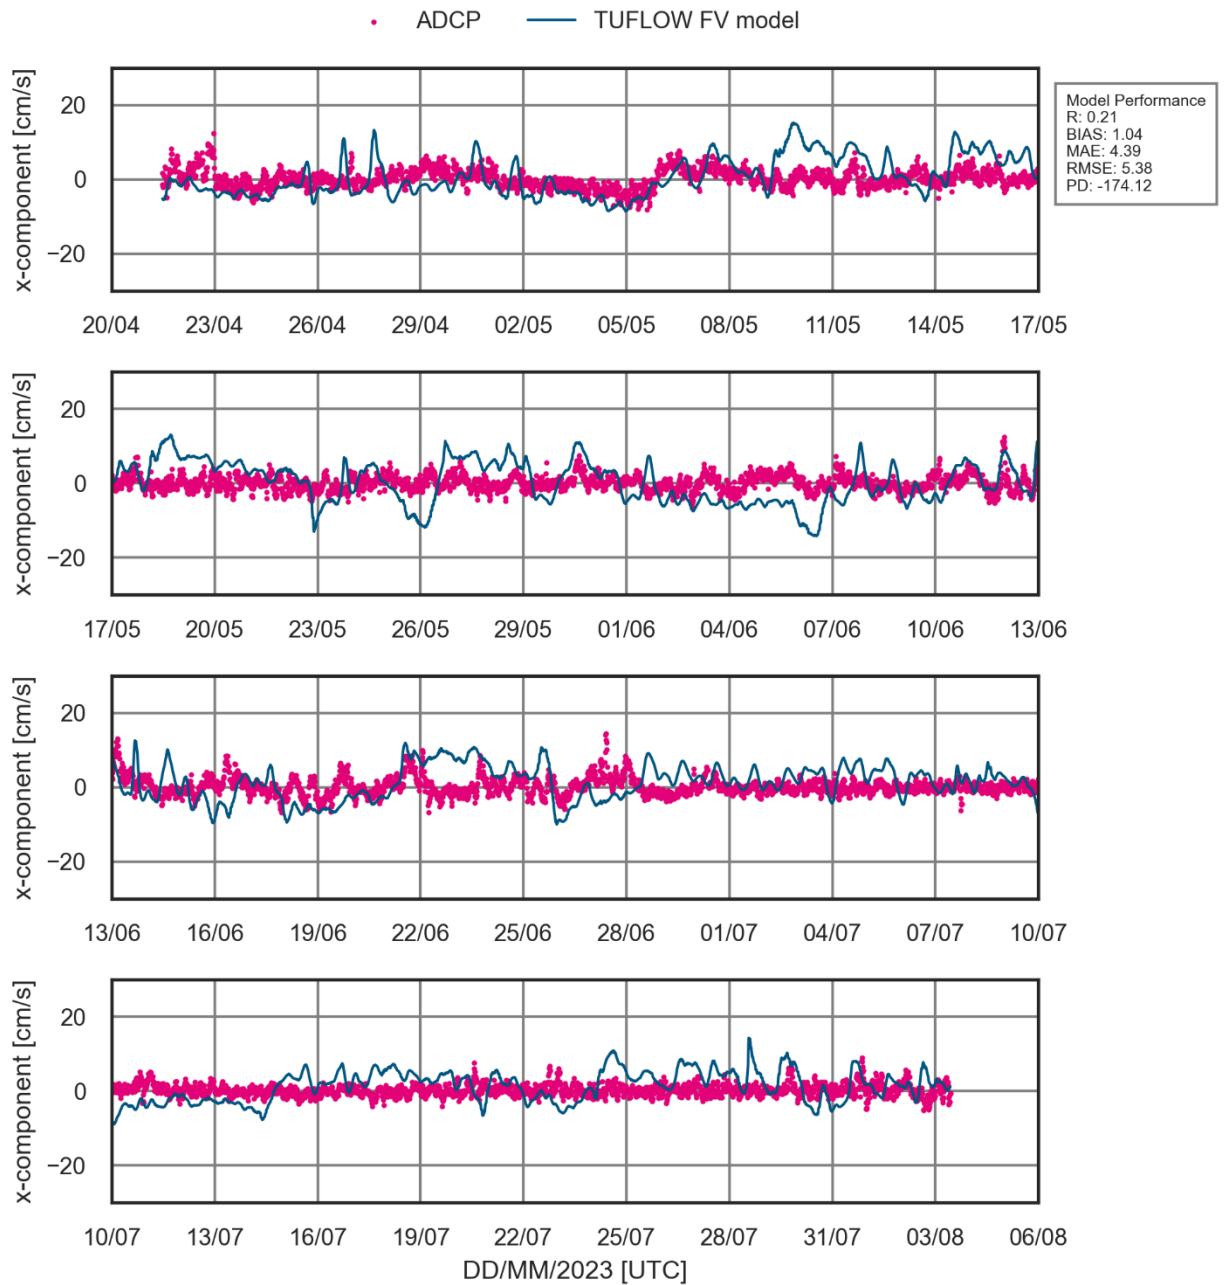 ADCP TUFLOW FV model
x-component [cm/s]
20
0
−20
20/04 23/04 26/04 29/04 02/05 05/05 08/05 11/05 14/05 17/05
Model Performance
R: 0.21
BIAS: 1.04
MAE: 4.39
RMSE: 5.38
PD: -174.12
x-component [cm/s]
20
0
−20
17/05 20/05 23/05 26/05 29/05 01/06 04/06 07/06 10/06 13/06
x-component [cm/s]
20
0
−20
13/06 16/06 19/06 22/06 25/06 28/06 01/07 04/07 07/07 10/07
x-component [cm/s]
20
0
−20
10/07 13/07 16/07 19/07 22/07 25/07 28/07 31/07 03/08 06/08
DD/MM/2023 [UTC]